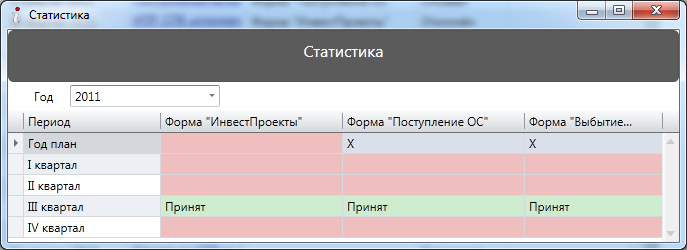 Статистика
Статистика
Год 2011
Период Форма "ИнвестПроекты" Форма "Поступление ОС" Форма "Выбытие...
Год план X X
I квартал
II квартал
III квартал Принят Принят Принят
IV квартал